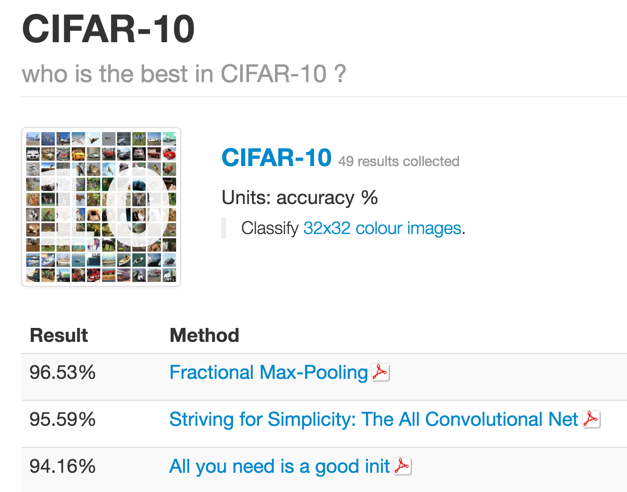 CIFAR-10
who is the best in CIFAR-10 ?
10
CIFAR-10 49 results collected
Units: accuracy %
Classify 32x32 colour images.
Result Method
96.53% Fractional Max-Pooling
95.59% Striving for Simplicity: The All Convolutional Net
94.16% All you need is a good init